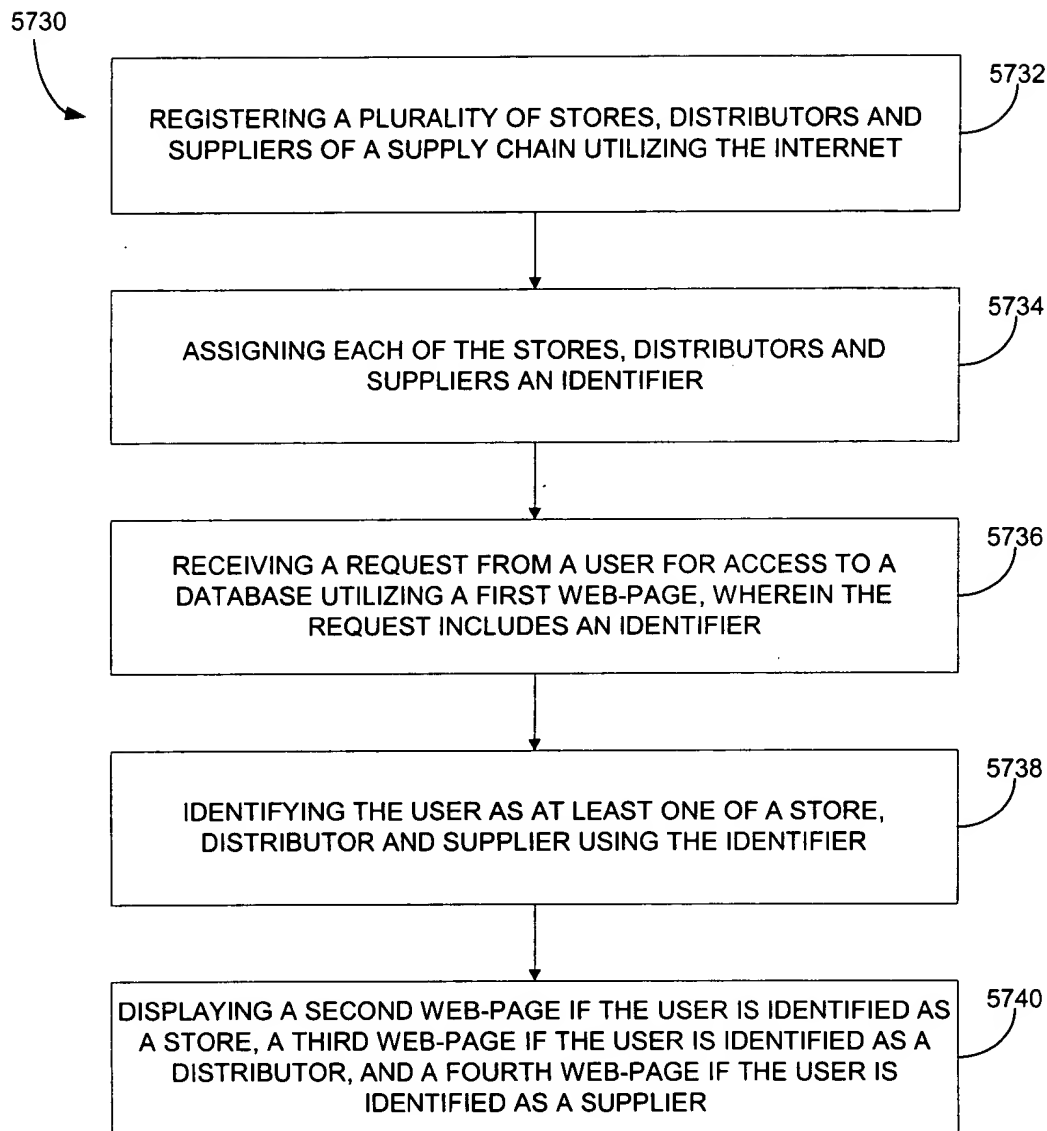 5730
5732
REGISTERING A PLURALITY OF STORES, DISTRIBUTORS AND
SUPPLIERS OF A SUPPLY CHAIN UTILIZING THE INTERNET
5734
ASSIGNING EACH OF THE STORES, DISTRIBUTORS AND
SUPPLIERS AN IDENTIFIER
5736
RECEIVING A REQUEST FROM A USER FOR ACCESS TO A
DATABASE UTILIZING A FIRST WEB-PAGE, WHEREIN THE
REQUEST INCLUDES AN IDENTIFIER
5738
IDENTIFYING THE USER AS AT LEAST ONE OF A STORE,
DISTRIBUTOR AND SUPPLIER USING THE IDENTIFIER
5740
DISPLAYING A SECOND WEB-PAGE IF THE USER IS IDENTIFIED AS
A STORE, A THIRD WEB-PAGE IF THE USER IS IDENTIFIED AS A
DISTRIBUTOR, AND A FOURTH WEB-PAGE IF THE USER IS
IDENTIFIED AS A SUPPLIER